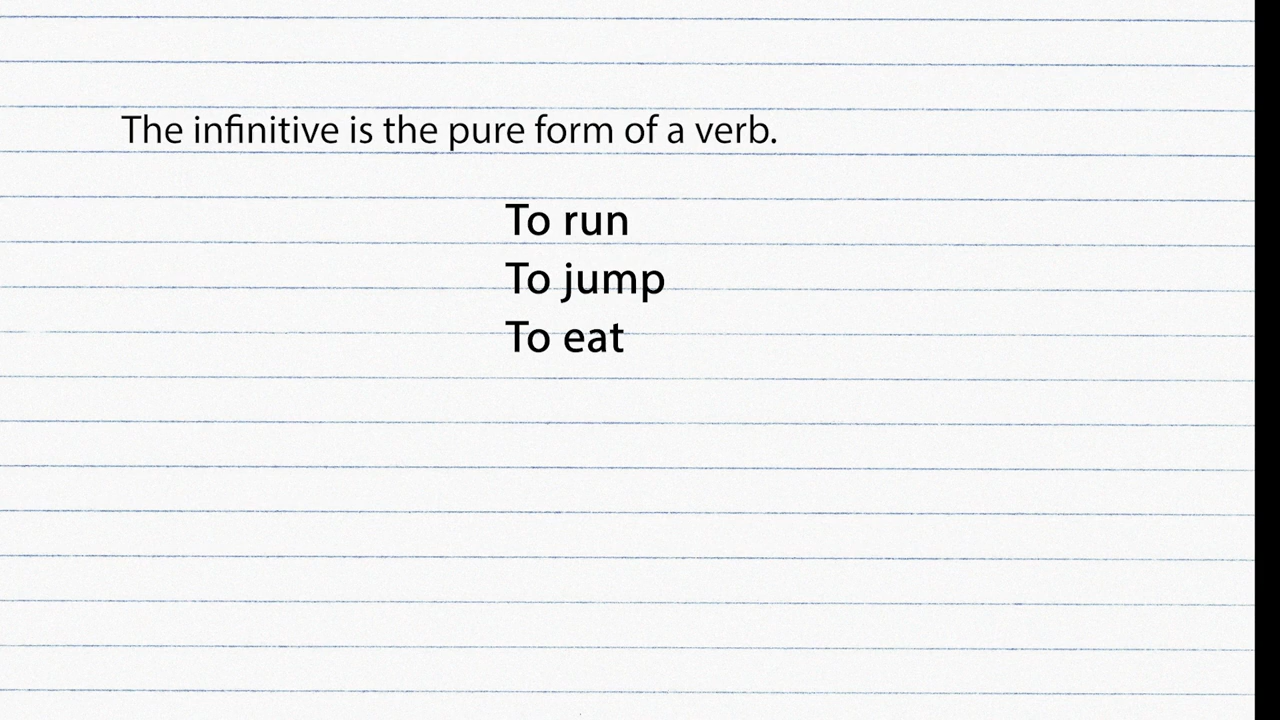 The infinitive is the pure form of a verb.
To run
To jump
To eat